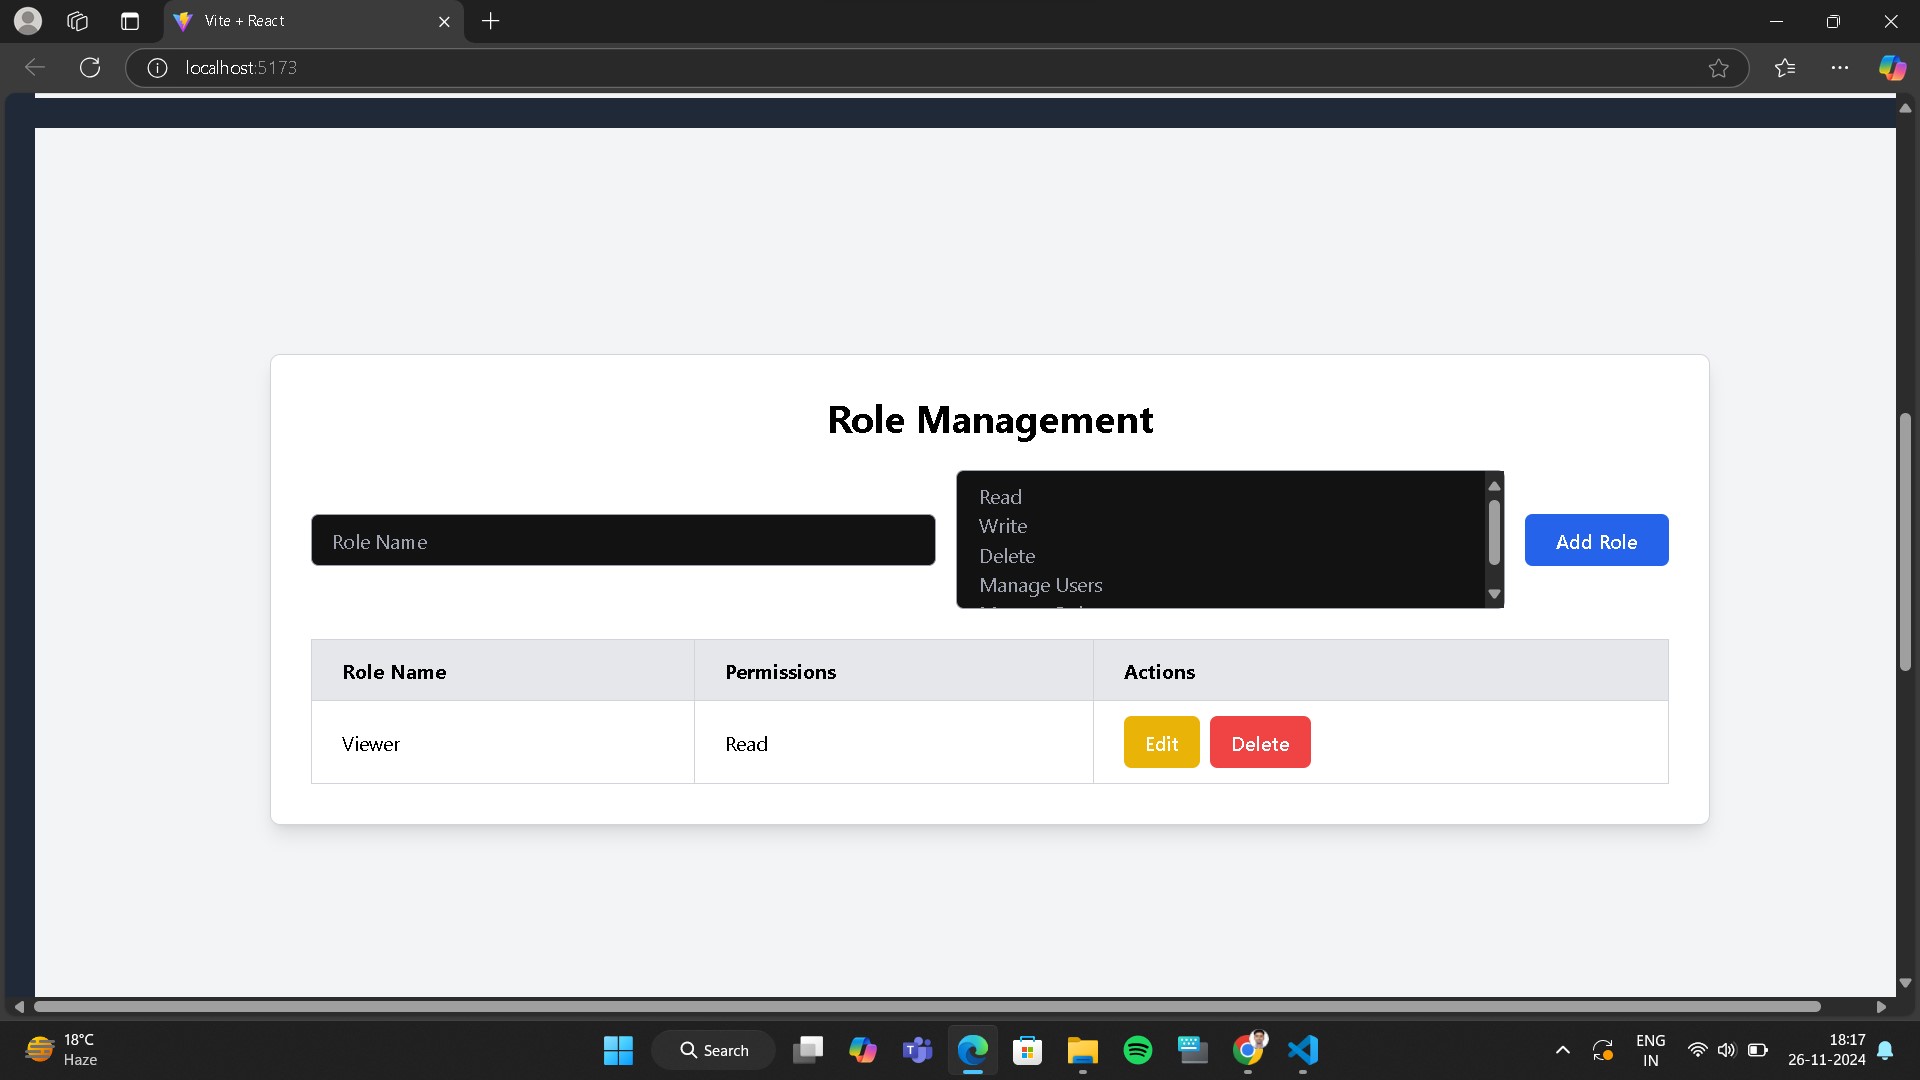 Vite + React
localhost:5173
Role Management
Role Name
Read
Write
Delete
Manage Users
Add Role
Role Name Permissions Actions
Viewer Read Edit Delete
18°C
Haze
Search
ENG
IN
18:17
26-11-2024